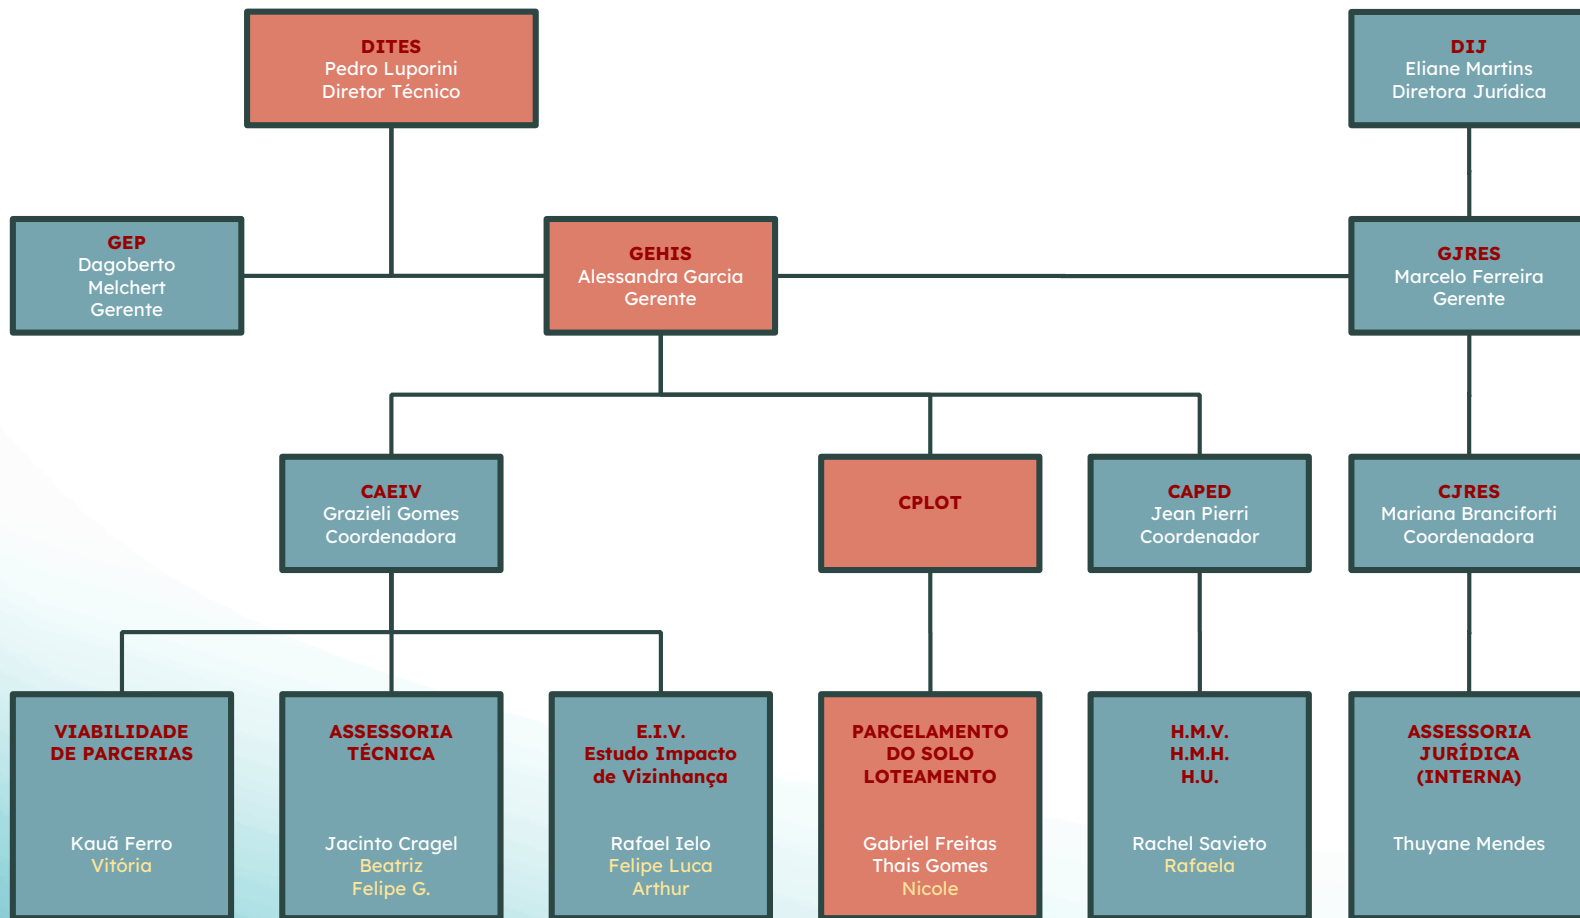 DITES
Pedro Luporini
Diretor Técnico
DIJ
Eliane Martins
Diretora Jurídica
GEP
Dagoberto
Melchert
Gerente
GEHIS
Alessandra Garcia
Gerente
GJRES
Marcelo Ferreira
Gerente
CAEIV
Grazieli Gomes
Coordenadora
CPLOT
CAPED
Jean Pierri
Coordenador
CJRES
Mariana Branciforti
Coordenadora
VIABILIDADE
DE PARCERIAS
Kauã Ferro
Vitória
ASSESSORIA
TÉCNICA
Jacinto Cragel
Beatriz
Felipe G.
E.I.V.
Estudo Impacto
de Vizinhança
Rafael Ielo
Felipe Luca
Arthur
PARCELAMENTO
DO SOLO
LOTEAMENTO
Gabriel Freitas
Thais Gomes
Nicole
H.M.V.
H.M.H.
H.U.
Rachel Savieto
Rafaela
ASSESSORIA
JURÍDICA
(INTERNA)
Thuyane Mendes